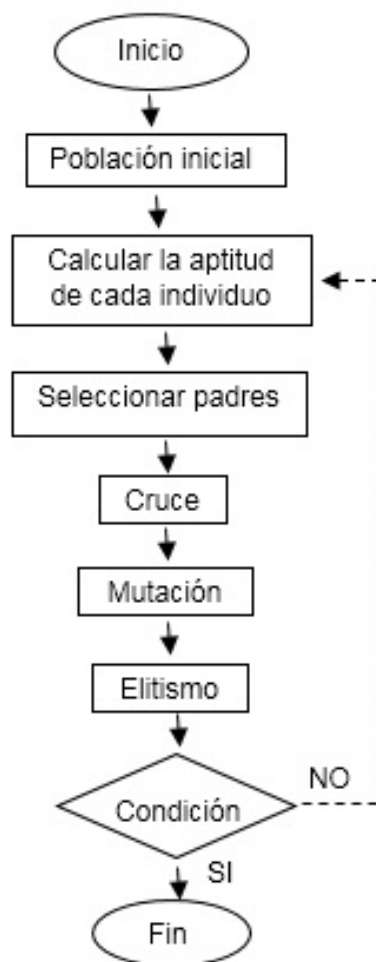 Inicio
Población inicial
Calcular la aptitud
de cada individuo
Seleccionar padres
Cruce
Mutación
Elitismo
Condición
NO
SI
Fin